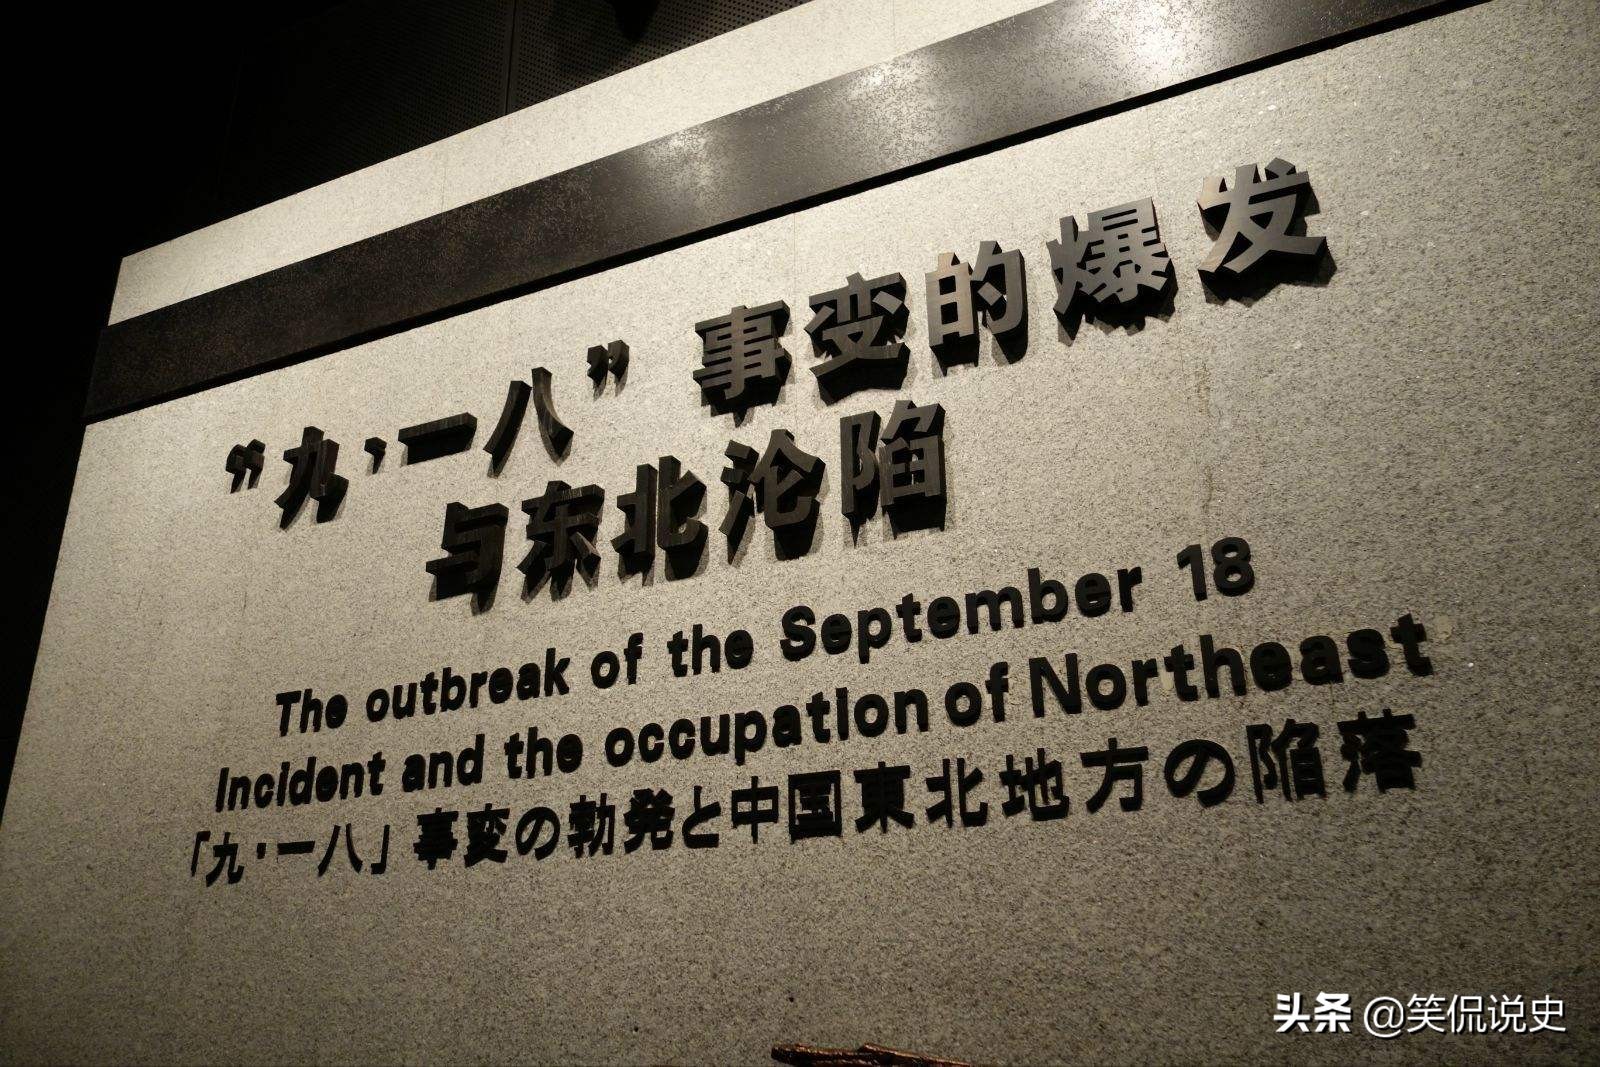 “九·一八”事变的爆发
与东北沦陷
The outbreak of the September 18
Incident and the occupation of Northeast
「九·一八」事変の勃発と中国東北地方の陥落
头条 @笑侃说史